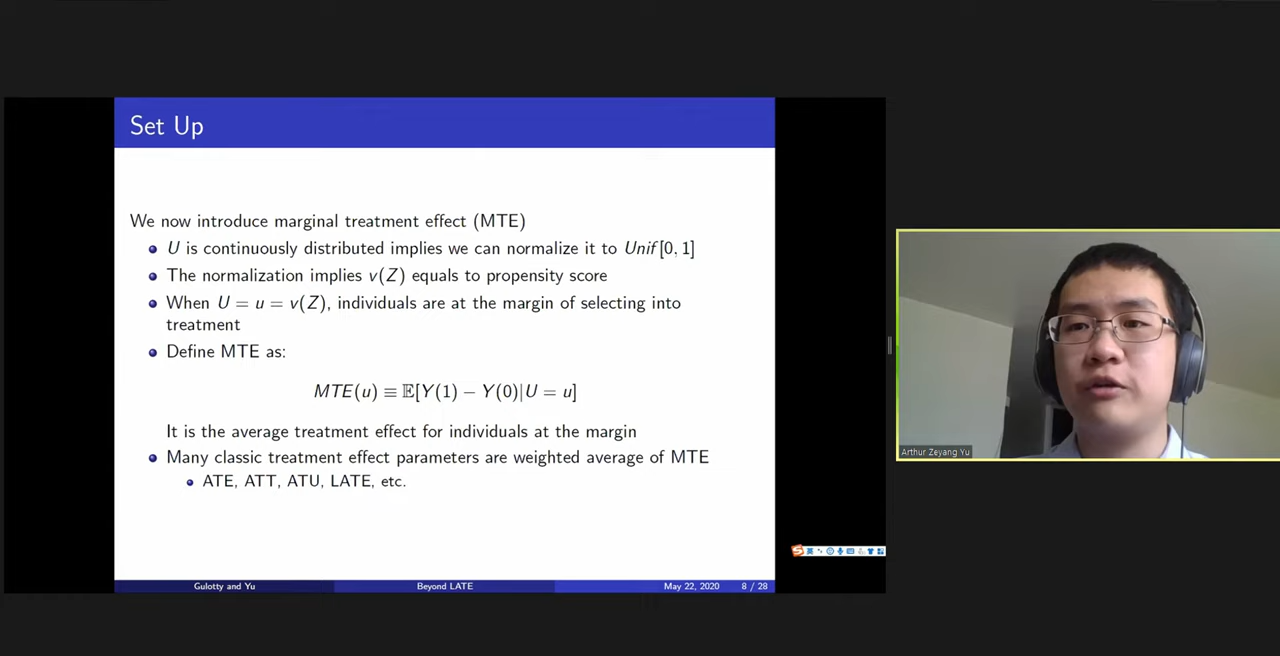 Set Up
We now introduce marginal treatment effect (MTE)
U is continuously distributed implies we can normalize it to Unif[0, 1]
The normalization implies v(Z) equals to propensity score
When U = u = v(Z), individuals are at the margin of selecting into
treatment
Define MTE as:
MTE(u) ≡ 𝔼[Y(1) − Y(0)|U = u]
It is the average treatment effect for individuals at the margin
Many classic treatment effect parameters are weighted average of MTE
ATE, ATT, ATU, LATE, etc.
Arthur Zeyang Yu
S 英
Gulotty and Yu Beyond LATE May 22, 2020 8 / 28